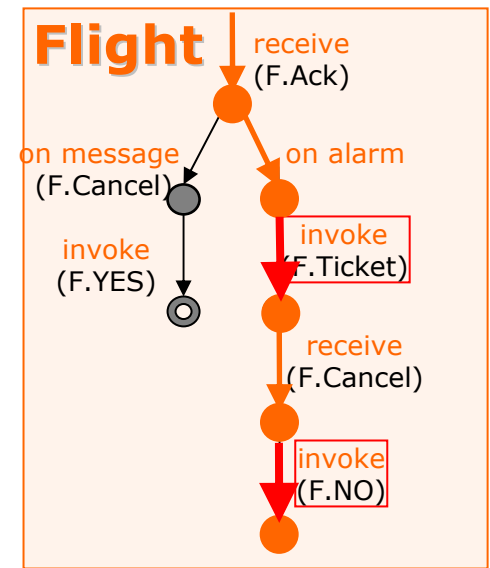 Flight
receive
(F.Ack)
on message
(F.Cancel)
on alarm
invoke
(F.YES)
invoke
(F.Ticket)
receive
(F.Cancel)
invoke
(F.NO)